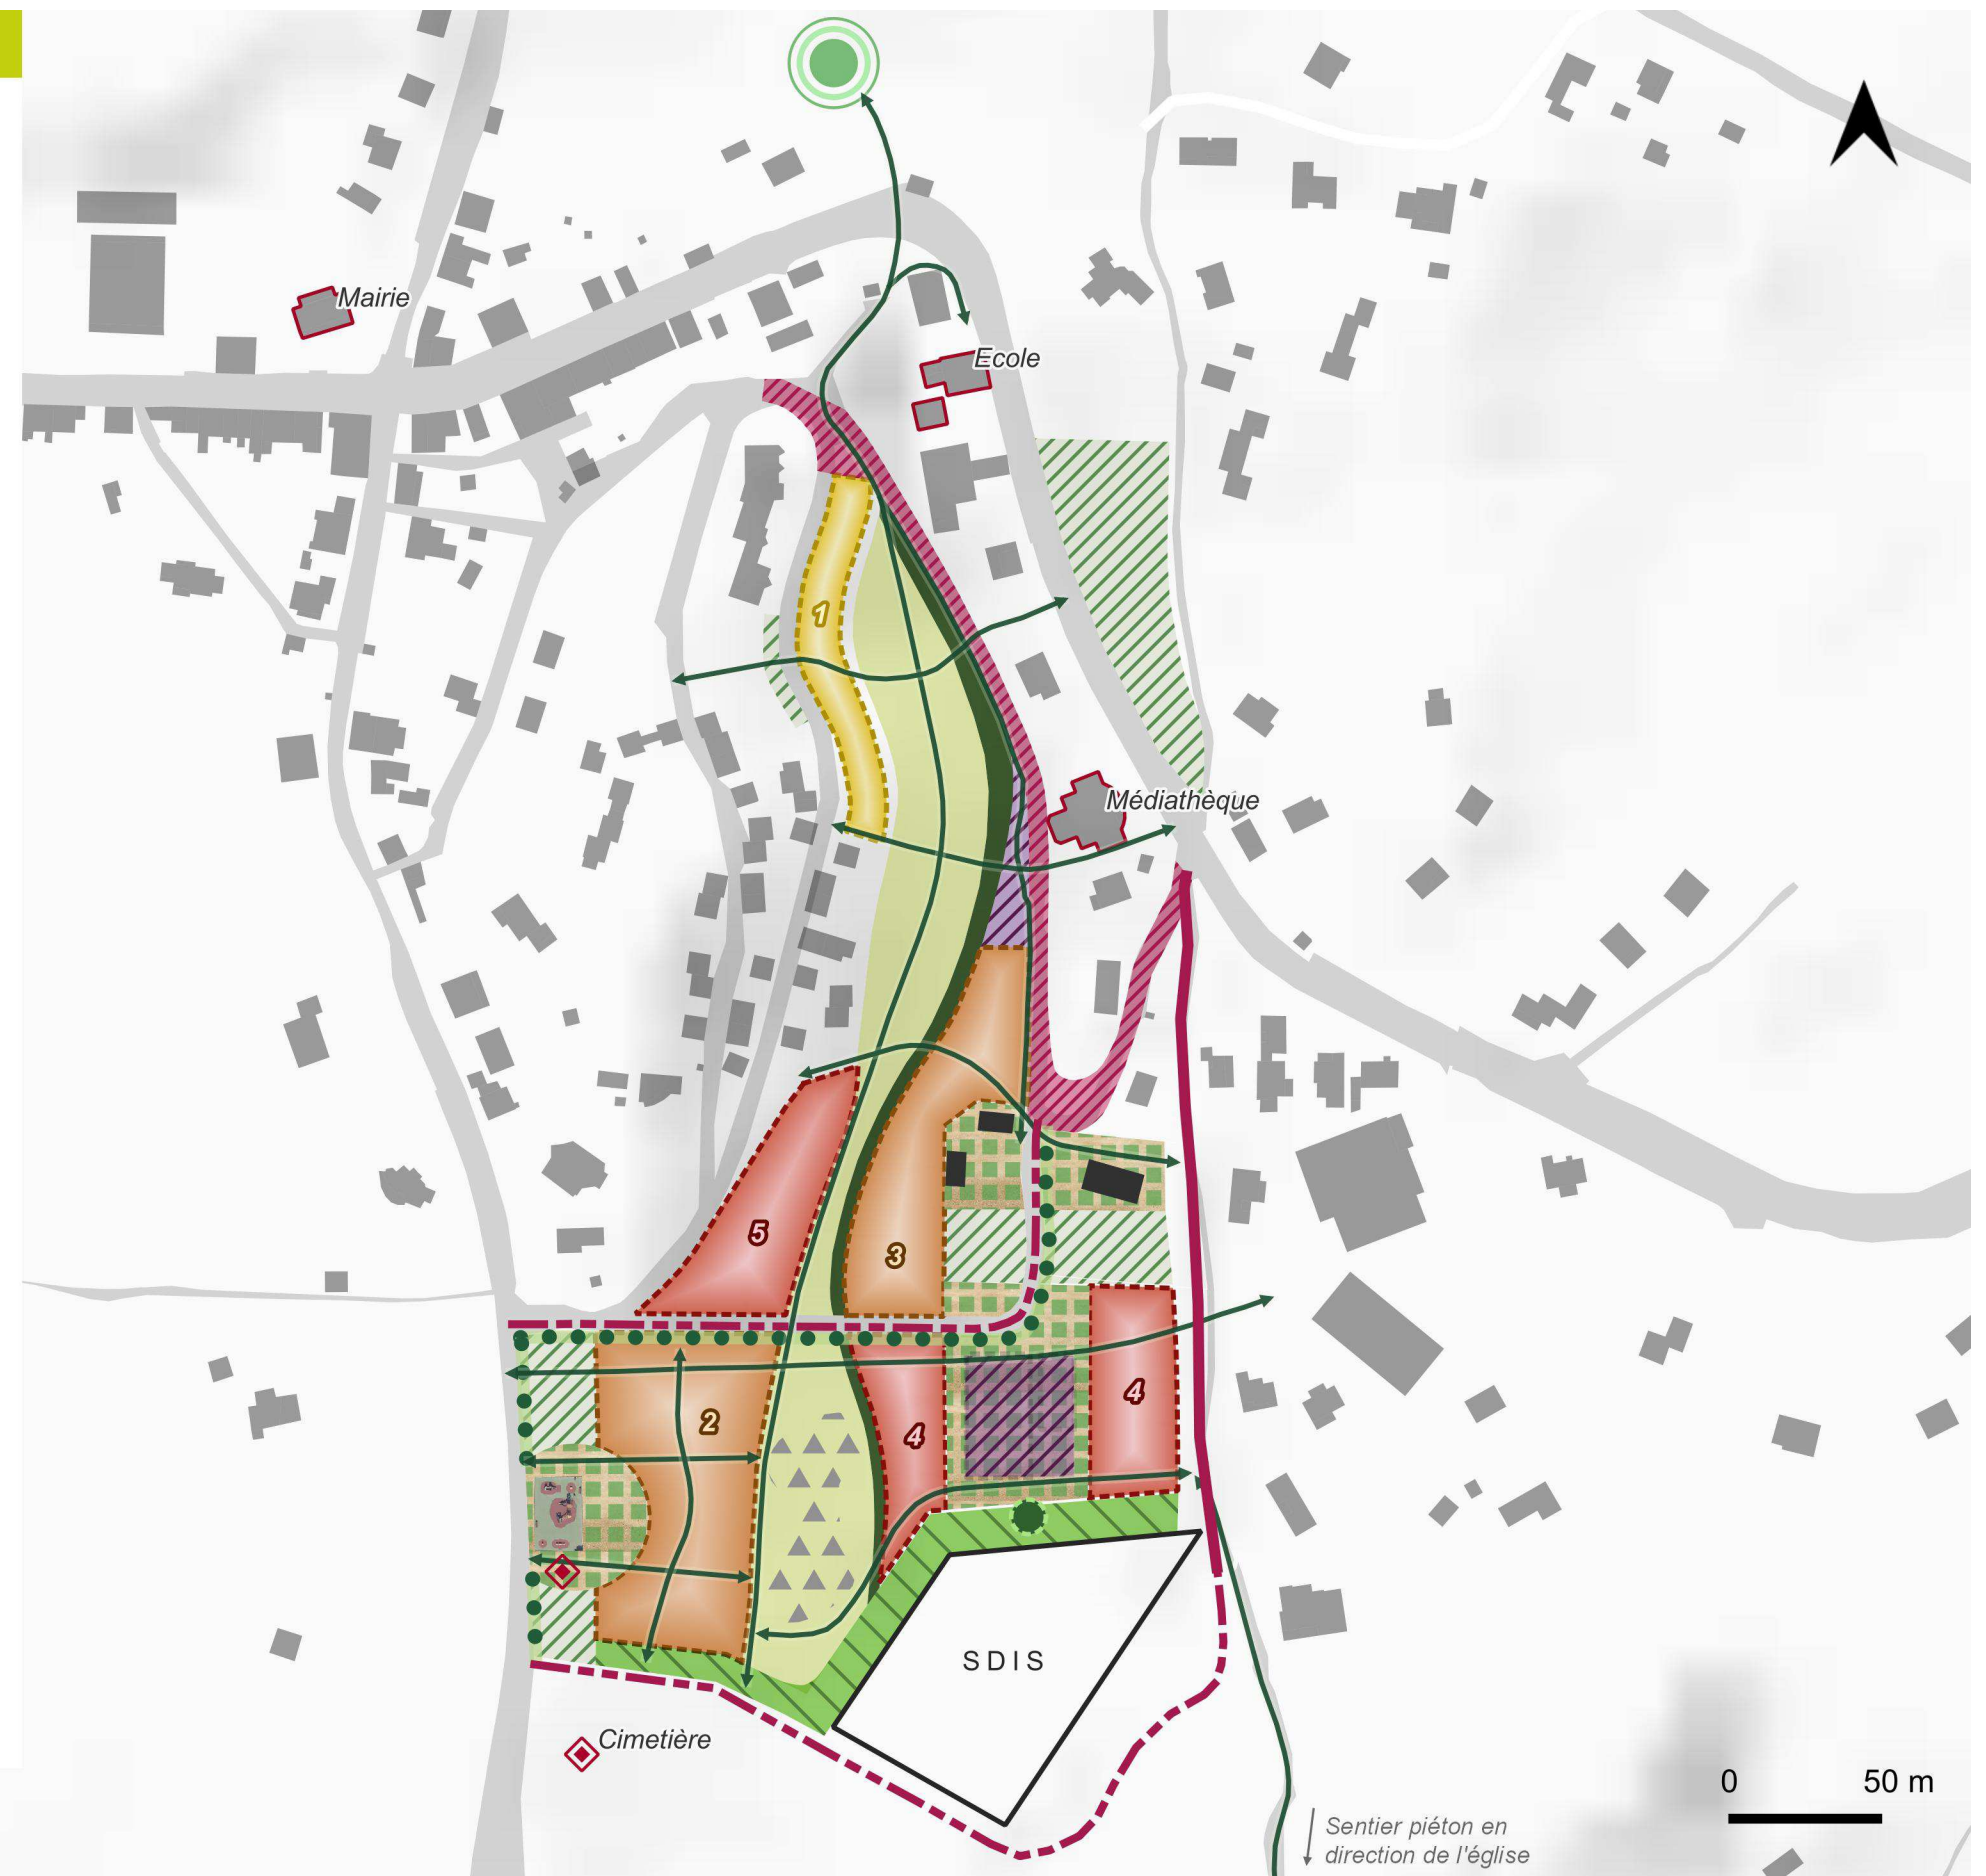 Mairie
Ecole
1
Médiathèque
5
3
4
2
4
SDIS
Cimetière
0 50 m
Sentier piéton en
direction de l'église